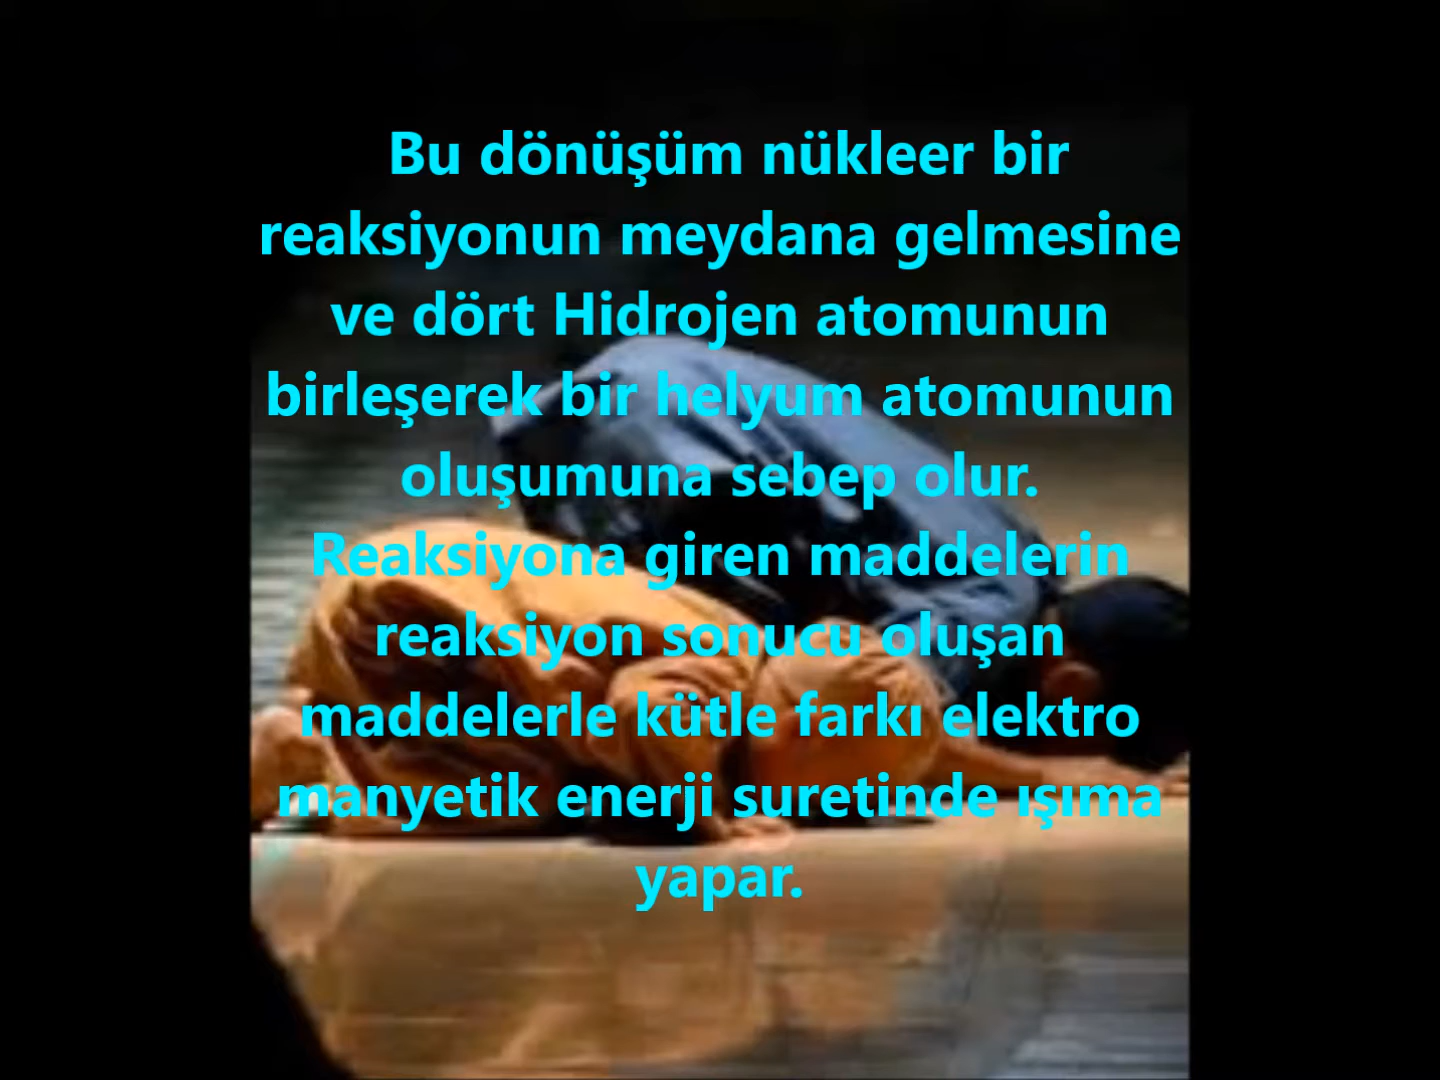 Bu dönüşüm nükleer bir
reaksiyonun meydana gelmesine
ve dört Hidrojen atomunun
birleşerek bir helyum atomunun
oluşumuna sebep olur.
Reaksiyona giren maddelerin
reaksiyon sonucu oluşan
maddelerle kütle farkı elektro
manyetik enerji suretinde ışıma
yapar.